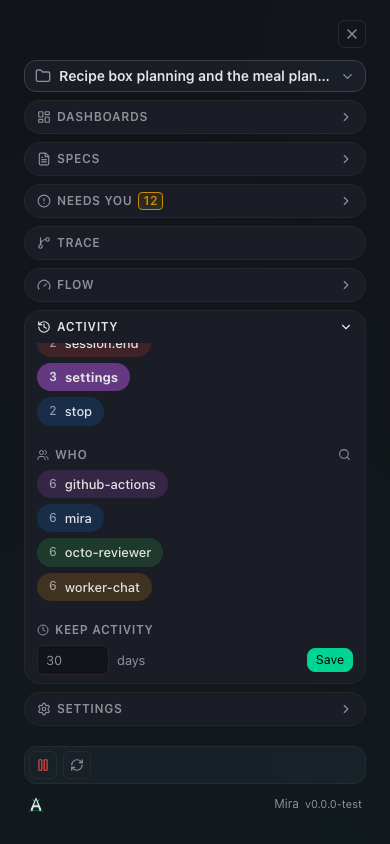 Recipe box planning and the meal plan...
DASHBOARDS
SPECS
NEEDS YOU 12
TRACE
FLOW
ACTIVITY
2 session.end
3 settings
2 stop
WHO
6 github-actions
6 mira
6 octo-reviewer
6 worker-chat
KEEP ACTIVITY
30 days Save
SETTINGS
Mira v0.0.0-test